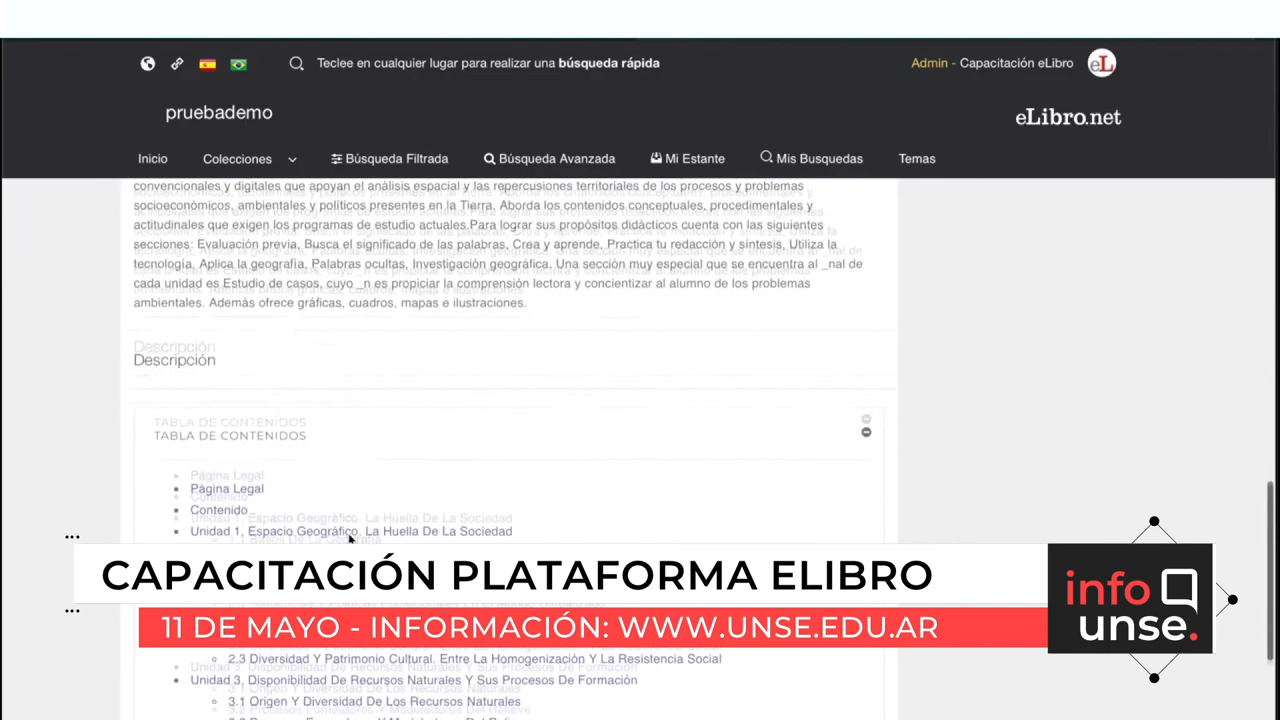 Teclee en cualquier lugar para realizar una búsqueda rápida
Admin - Capacitación eLibro
eL
pruebademo
eLibro.net
Inicio
Colecciones
Búsqueda Filtrada
Búsqueda Avanzada
Mi Estante
Mis Busquedas
Temas
convencionales y digitales que apoyan el análisis espacial y las repercusiones territoriales de los procesos y problemas
socioeconómicos, ambientales y políticos presentes en la Tierra. Aborda los contenidos conceptuales, procedimentales y
actitudinales que exigen los programas de estudio actuales.Para lograr sus propósitos didácticos cuenta con las siguientes
secciones: Evaluación previa, Busca el significado de las palabras, Crea y aprende, Practica tu redacción y síntesis, Utiliza la
tecnología, Aplica la geografía, Palabras ocultas, Investigación geográfica. Una sección muy especial que se encuentra al _nal de
cada unidad es Estudio de casos, cuyo _n es propiciar la comprensión lectora y concientizar al alumno de los problemas
ambientales. Además ofrece gráficas, cuadros, mapas e ilustraciones.
Descripción
TABLA DE CONTENIDOS
Página Legal
Contenido
Unidad 1. Espacio Geográfico. La Huella De La Sociedad
CAPACITACIÓN PLATAFORMA ELIBRO
11 DE MAYO - INFORMACIÓN: WWW.UNSE.EDU.AR
info
unse.
2.3 Diversidad Y Patrimonio Cultural. Entre La Homogenización Y La Resistencia Social
Unidad 3. Disponibilidad De Recursos Naturales Y Sus Procesos De Formación
3.1 Origen Y Diversidad De Los Recursos Naturales